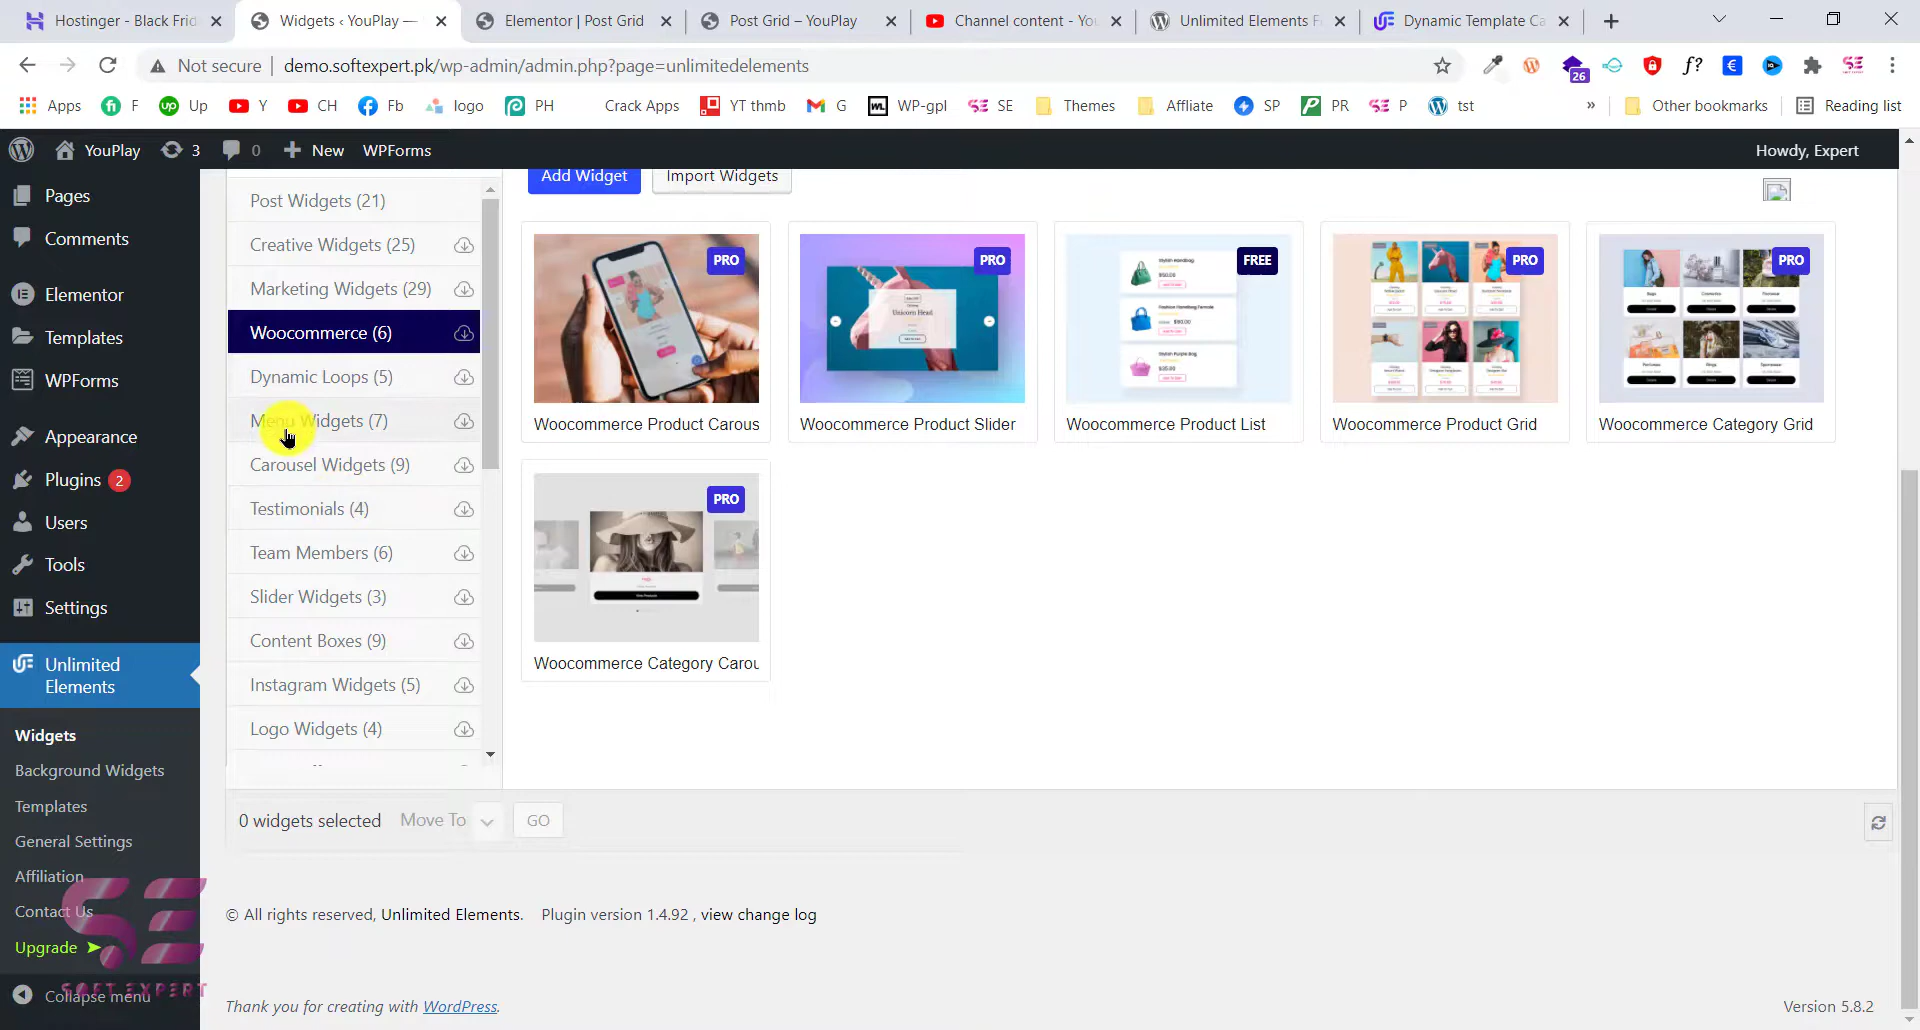 Hostinger - Black Frid
Widgets ‹ YouPlay —
Elementor | Post Grid
Post Grid – YouPlay
Channel content - You
Unlimited Elements F
Dynamic Template Ca
Not secure
demo.softexpert.pk/wp-admin/admin.php?page=unlimitedelements
26
f?
Apps
F
Up
Y
CH
Fb
logo
PH
Crack Apps
YT thmb
G
WP-gpl
SE
Themes
Affliate
SP
PR
P
tst
»
Other bookmarks
Reading list
YouPlay
3
0
New
WPForms
Howdy, Expert
Pages
Comments
Elementor
Templates
WPForms
Appearance
Plugins 2
Users
Tools
Settings
Unlimited
Elements
Widgets
Background Widgets
Templates
General Settings
Affiliation
Contact Us
Upgrade ➤
Collapse menu
SOFT EXPERT
Post Widgets (21)
Creative Widgets (25)
Marketing Widgets (29)
Woocommerce (6)
Dynamic Loops (5)
Menu Widgets (7)
Carousel Widgets (9)
Testimonials (4)
Team Members (6)
Slider Widgets (3)
Content Boxes (9)
Instagram Widgets (5)
Logo Widgets (4)
Add Widget
Import Widgets
PRO
Woocommerce Product Carous
PRO
Unicorn Head
Woocommerce Product Slider
FREE
Woocommerce Product List
PRO
Woocommerce Product Grid
PRO
Woocommerce Category Grid
PRO
Woocommerce Category Carou
0 widgets selected
Move To
GO
© All rights reserved, Unlimited Elements. Plugin version 1.4.92 , view change log
Thank you for creating with WordPress.
Version 5.8.2